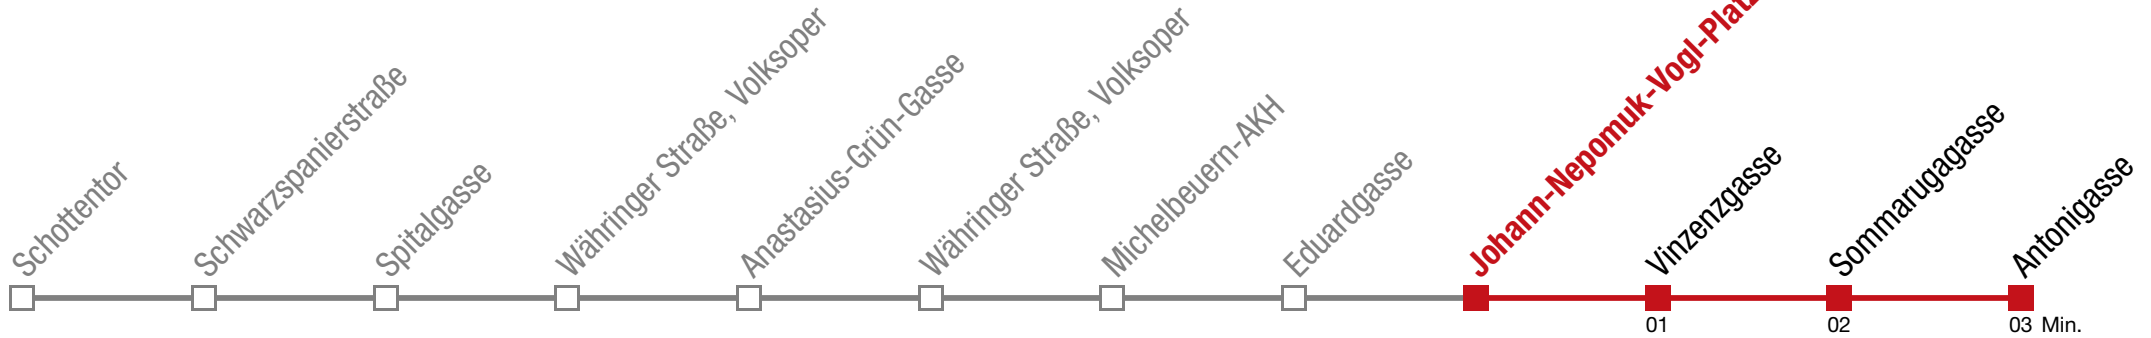 Schottentor
Schwarzspanierstraße
Spitalgasse
Währinger Straße, Volksoper
Anastasius-Grün-Gasse
Währinger Straße, Volksoper
Michelbeuern-AKH
Eduardgasse
Johann-Nepomuk-Vogl-Platz
Vinzenzgasse
Sommarugagasse
Antonigasse
01
02
03 Min.